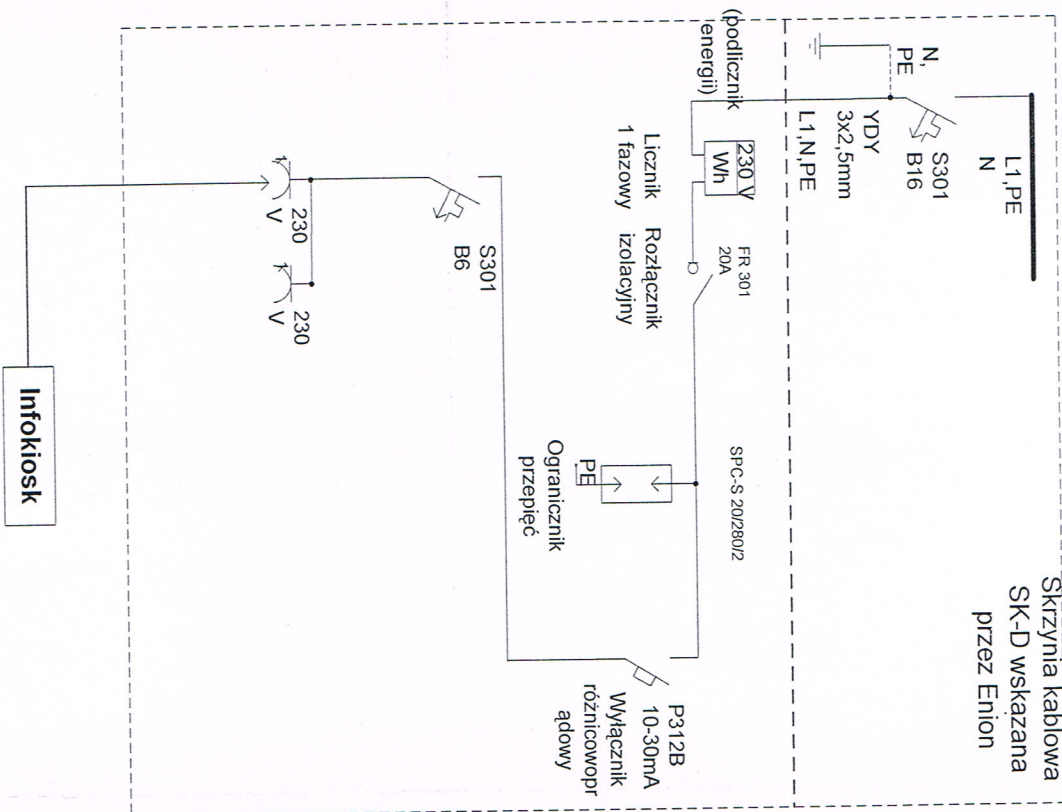 Skrzynia kablowa
SK-D wskazana
przez Enion
L1,PE
N
S301
B16
N,
PE
YDY
3x2,5mm
L1,N,PE
(podlicznik
energii)
230 V
Wh
Licznik
1 fazowy
Rozłącznik
izolacyjny
FR 301
20A
SPC-S 20/280/2
PE
Ogranicznik
przepięć
P312B
10-30mA
Wyłącznik
różnicowopr
ądowy
S301
B6
230
V
230
V
Infokiosk